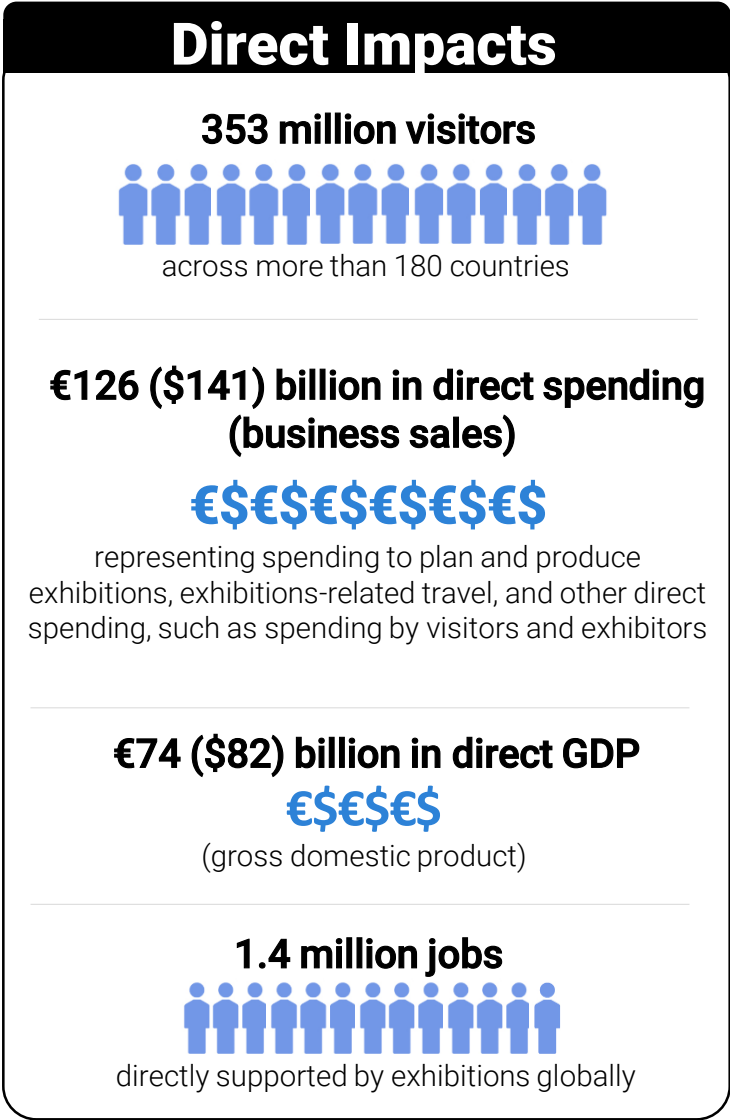 Direct Impacts
353 million visitors
across more than 180 countries
€126 ($141) billion in direct spending
(business sales)
€$€$€$€$€$€$
representing spending to plan and produce
exhibitions, exhibitions-related travel, and other direct
spending, such as spending by visitors and exhibitors
€74 ($82) billion in direct GDP
€$€$€$
(gross domestic product)
1.4 million jobs
directly supported by exhibitions globally